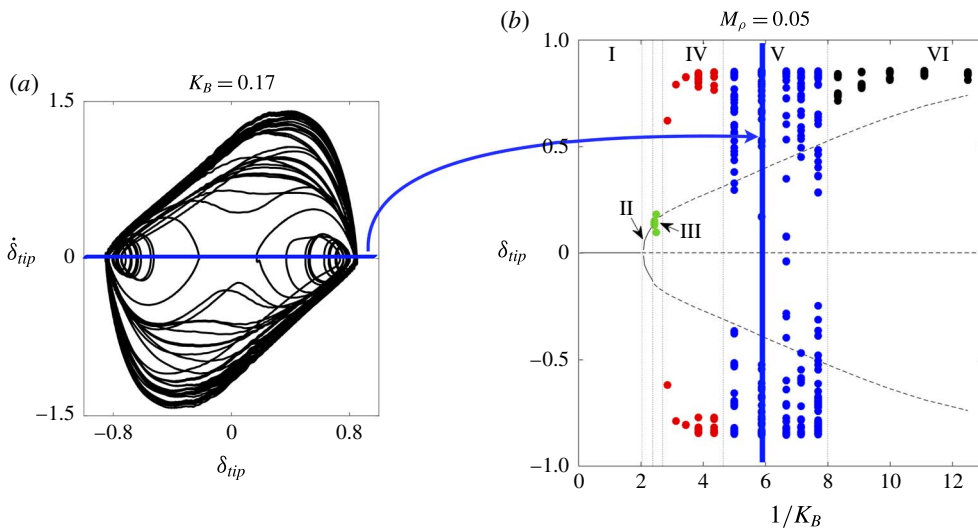 (a)
K_B = 0.17
1.5
0
−1.5
δ̇_tip
−0.8 0 0.8
δ_tip
(b)
M_ρ = 0.05
1.0
0.5
0
−0.5
−1.0
δ_tip
I IV V VI
II
III
0 2 4 6 8 10 12
1/K_B